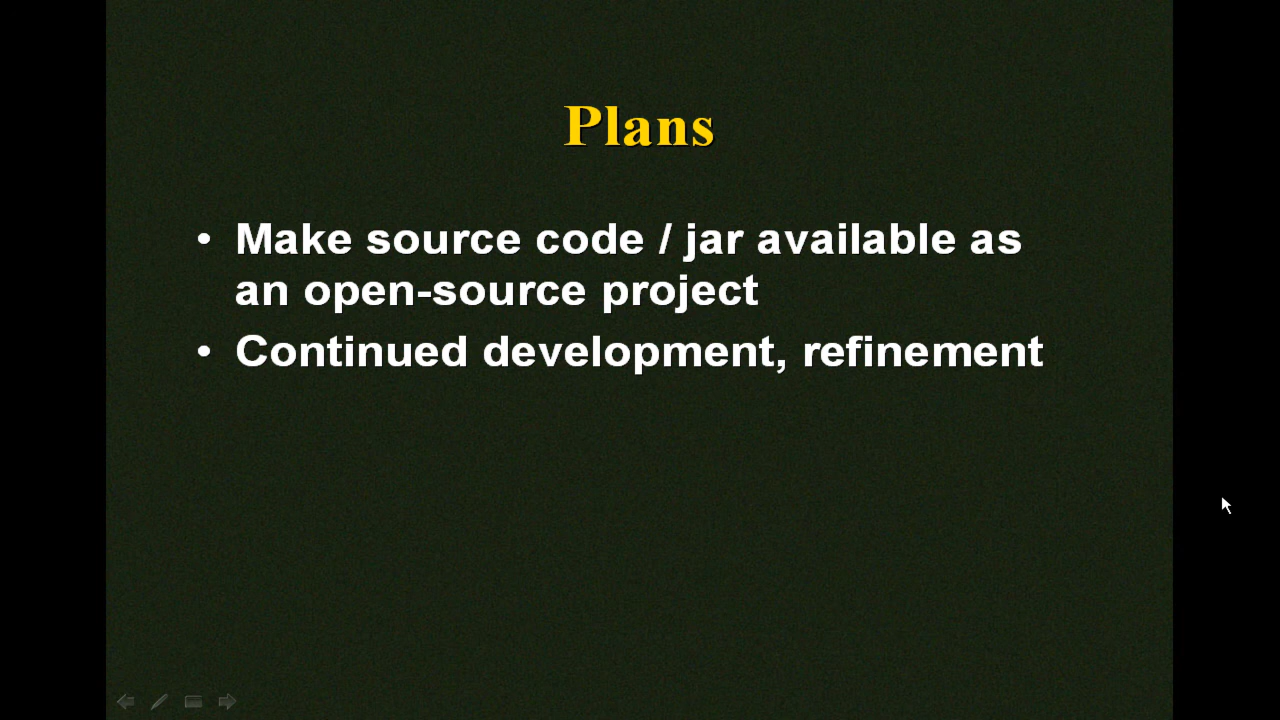 Plans
• Make source code / jar available as
an open-source project
• Continued development, refinement